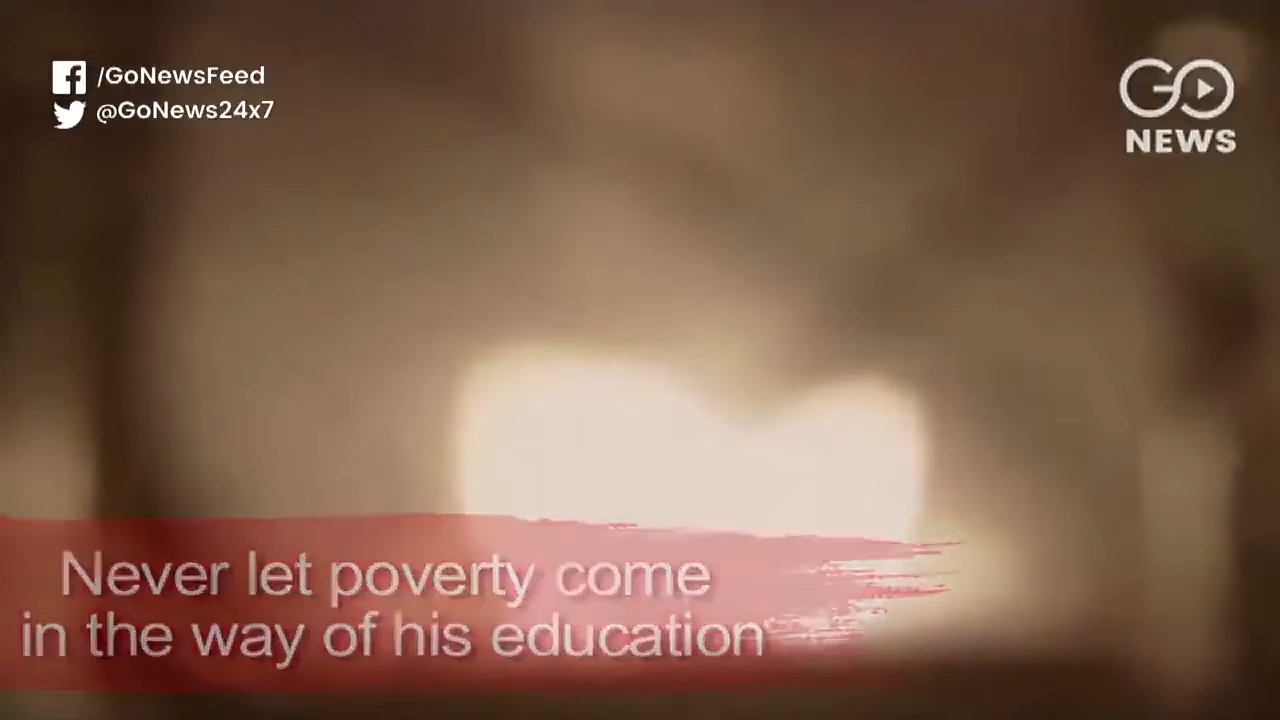 /GoNewsFeed
@GoNews24x7
GO
NEWS
Never let poverty come
in the way of his education